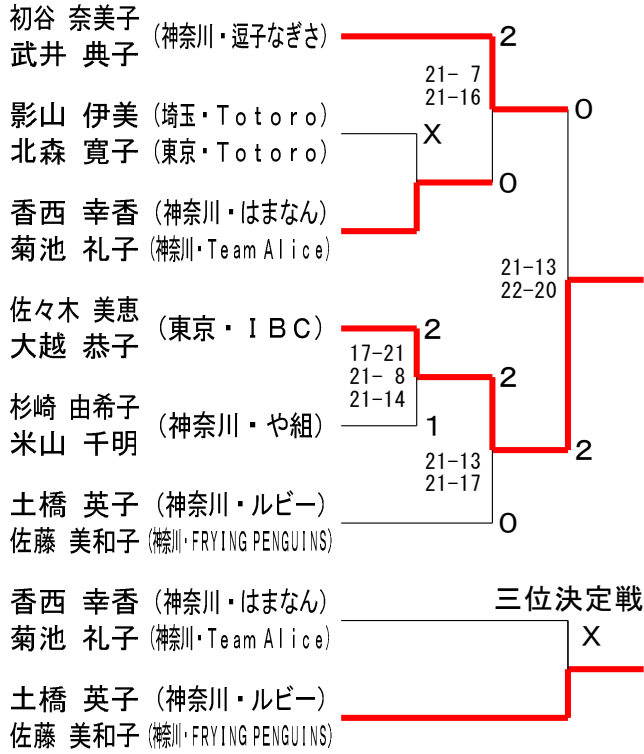 初谷 奈美子
武井 典子 (神奈川・逗子なぎさ)
2
21- 7
21-16
0
影山 伊美 (埼玉・Totoro)
北森 寛子 (東京・Totoro)
X
0
香西 幸香 (神奈川・はまなん)
菊池 礼子 (神奈川・Team Alice)
21-13
22-20
佐々木 美恵
大越 恭子 (東京・IBC)
2
17-21
21- 8
21-14
2
杉崎 由希子
米山 千明 (神奈川・や組)
1
21-13
21-17
2
土橋 英子 (神奈川・ルビー)
佐藤 美和子 (神奈川・FRYING PENGUINS)
0
香西 幸香 (神奈川・はまなん)
菊池 礼子 (神奈川・Team Alice)
三位決定戦
X
土橋 英子 (神奈川・ルビー)
佐藤 美和子 (神奈川・FRYING PENGUINS)